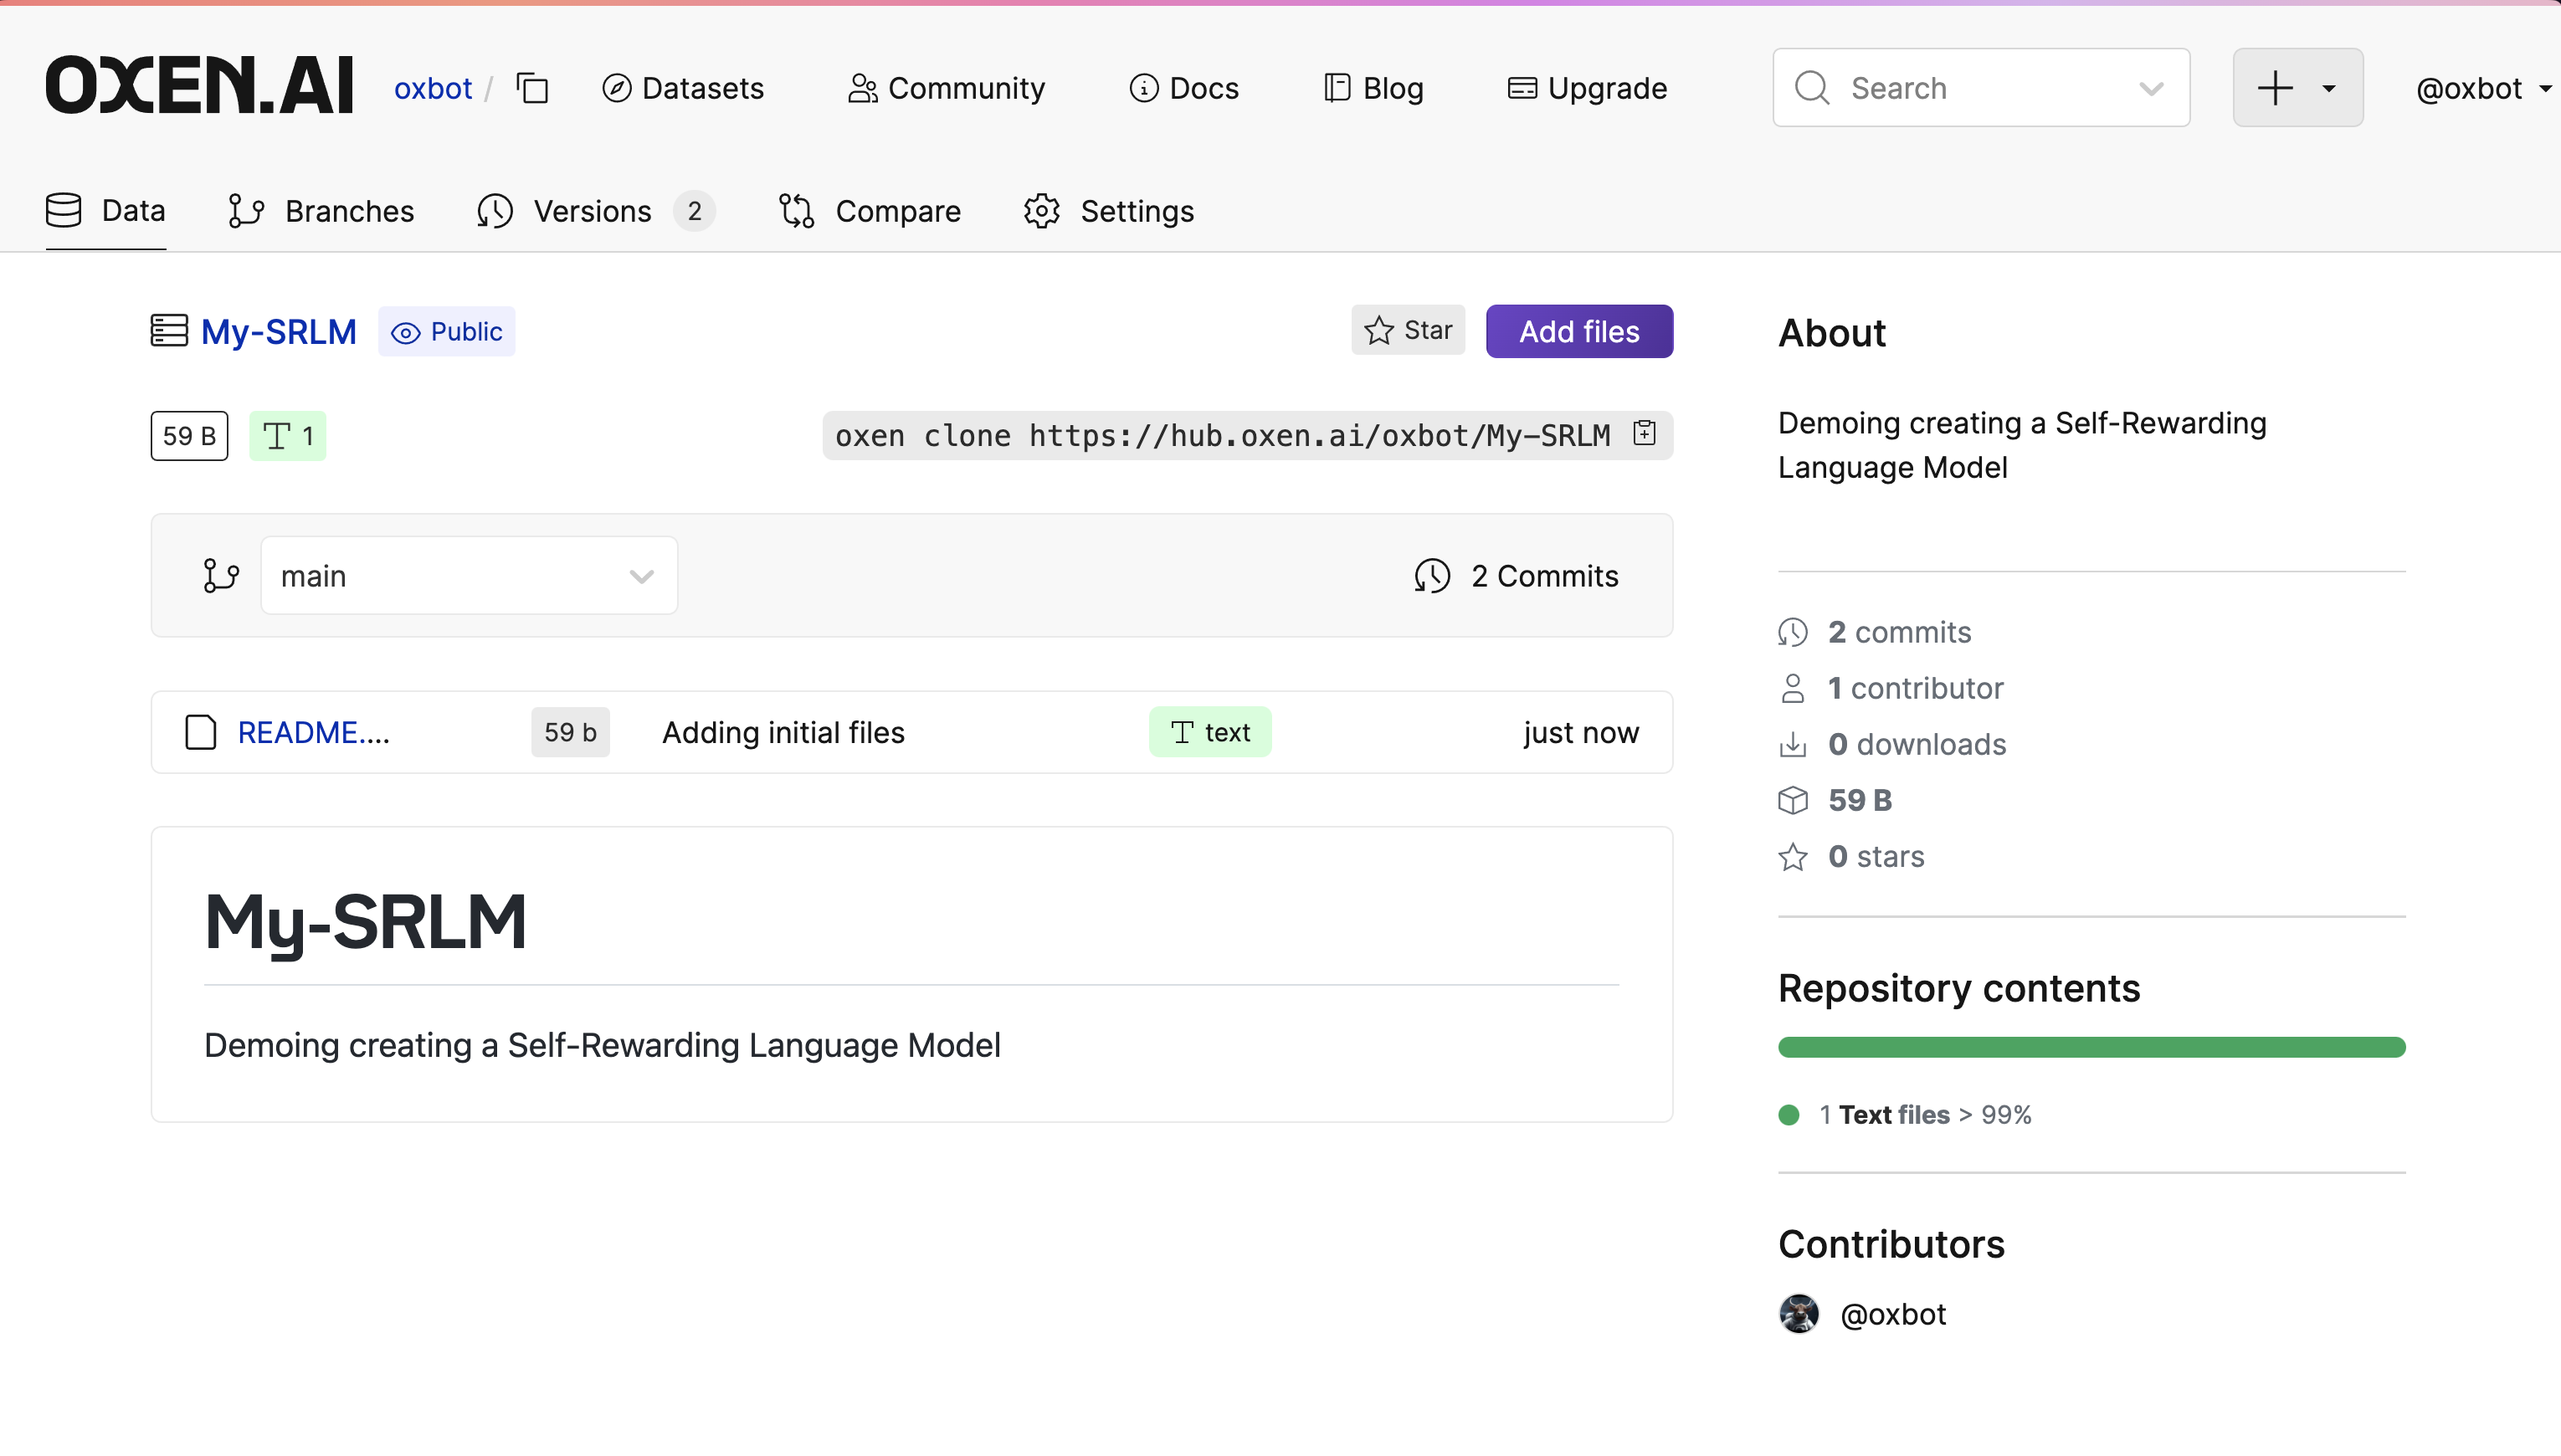 OXEN.AI oxbot / Datasets Community Docs Blog Upgrade Search @oxbot
Data Branches Versions 2 Compare Settings
My-SRLM Public Star Add files
59 B 1 oxen clone https://hub.oxen.ai/oxbot/My-SRLM
main 2 Commits
README.... 59 b Adding initial files text just now
My-SRLM
Demoing creating a Self-Rewarding Language Model
About
Demoing creating a Self-Rewarding
Language Model
2 commits
1 contributor
0 downloads
59 B
0 stars
Repository contents
1 Text files > 99%
Contributors
@oxbot